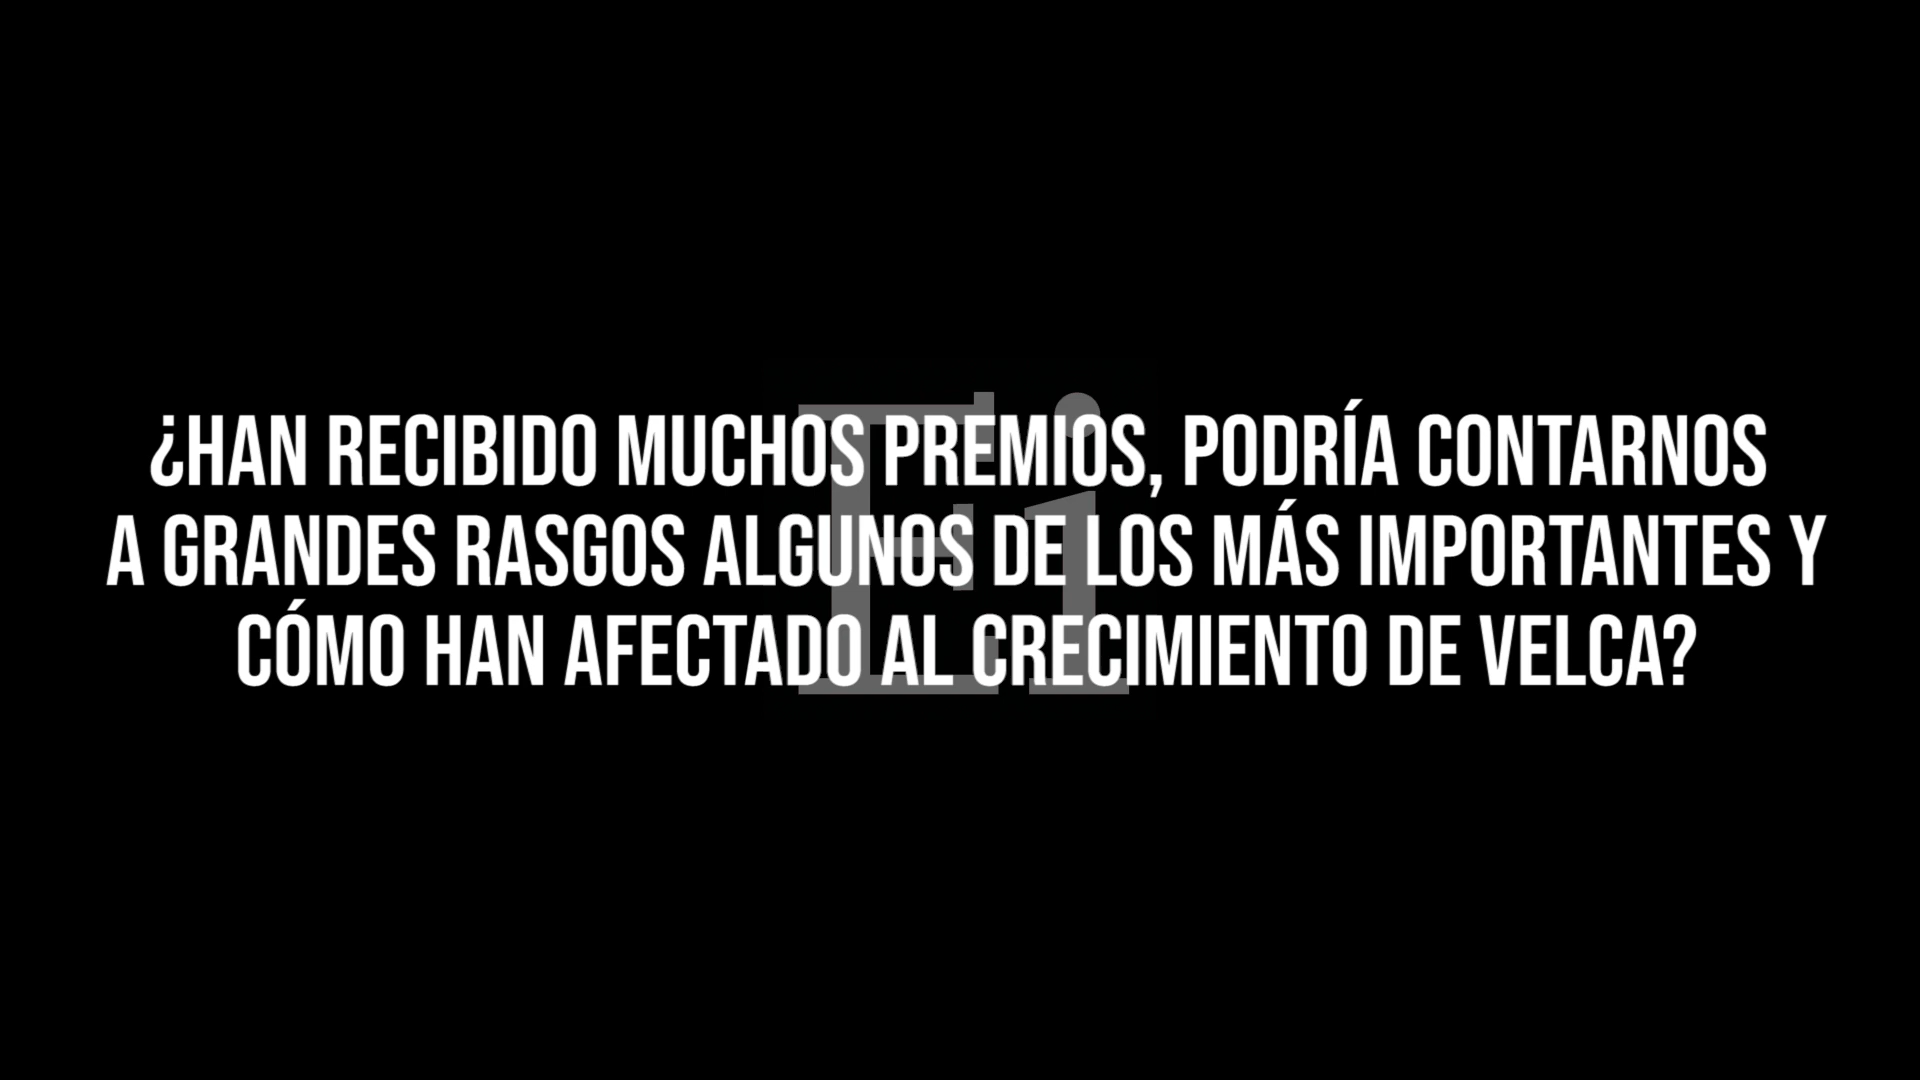 ¿HAN RECIBIDO MUCHOS PREMIOS, PODRÍA CONTARNOS
A GRANDES RASGOS ALGUNOS DE LOS MÁS IMPORTANTES Y
CÓMO HAN AFECTADO AL CRECIMIENTO DE VELCA?
Ei